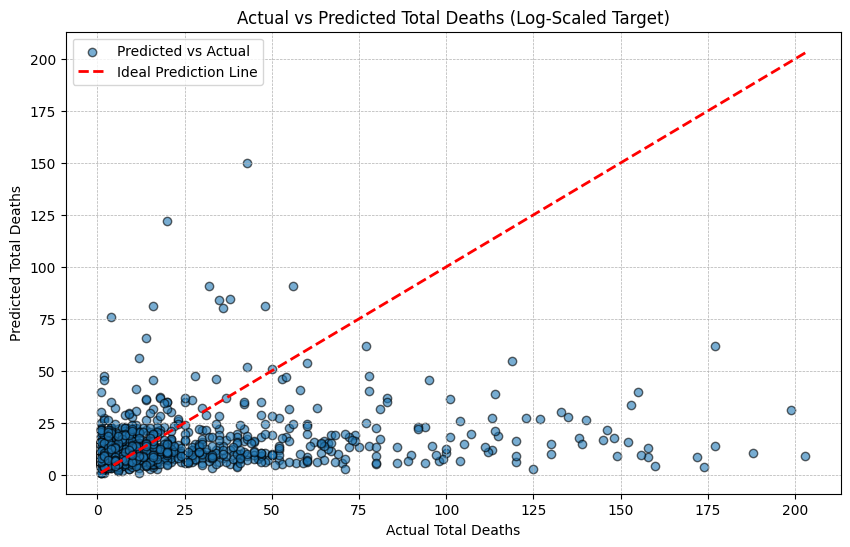 Actual vs Predicted Total Deaths (Log-Scaled Target)
Predicted vs Actual
Ideal Prediction Line
Predicted Total Deaths
200
175
150
125
100
75
50
25
0
0 25 50 75 100 125 150 175 200
Actual Total Deaths